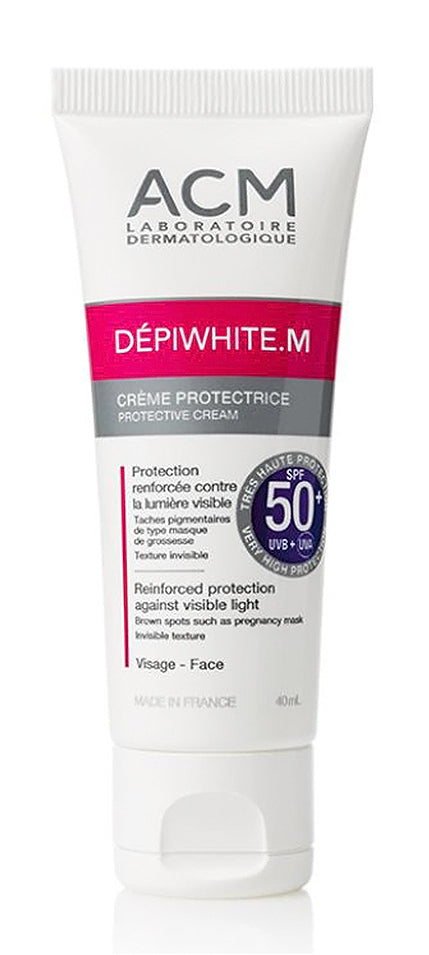 ACM
LABORATOIRE
DERMATOLOGIQUE
DÉPIWHITE.M
CRÈME PROTECTRICE
PROTECTIVE CREAM
Protection
renforcée contre
la lumière visible
Taches pigmentaires
de type masque
de grossesse
Texture invisible
TRÈS HAUTE PROTECTION
SPF
50+
UVB + UVA
VERY HIGH PROTECTION
Reinforced protection
against visible light
Brown spots such as pregnancy mask
Invisible texture
Visage - Face
MADE IN FRANCE
40mL